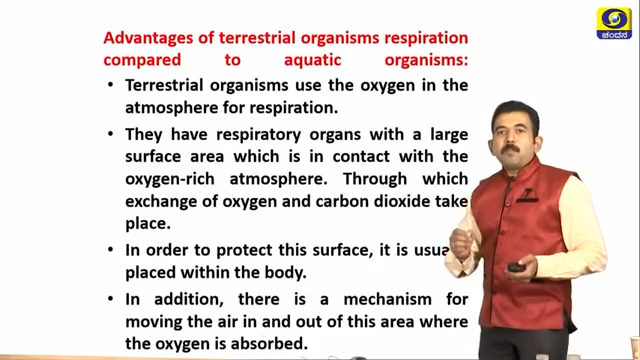 Advantages of terrestrial organisms respiration
compared to aquatic organisms:
• Terrestrial organisms use the oxygen in the
atmosphere for respiration.
• They have respiratory organs with a large
surface area which is in contact with the
oxygen-rich atmosphere. Through which
exchange of oxygen and carbon dioxide take
place.
• In order to protect this surface, it is usua
placed within the body.
• In addition, there is a mechanism for
moving the air in and out of this area where
the oxygen is absorbed.
ಚಂದನ